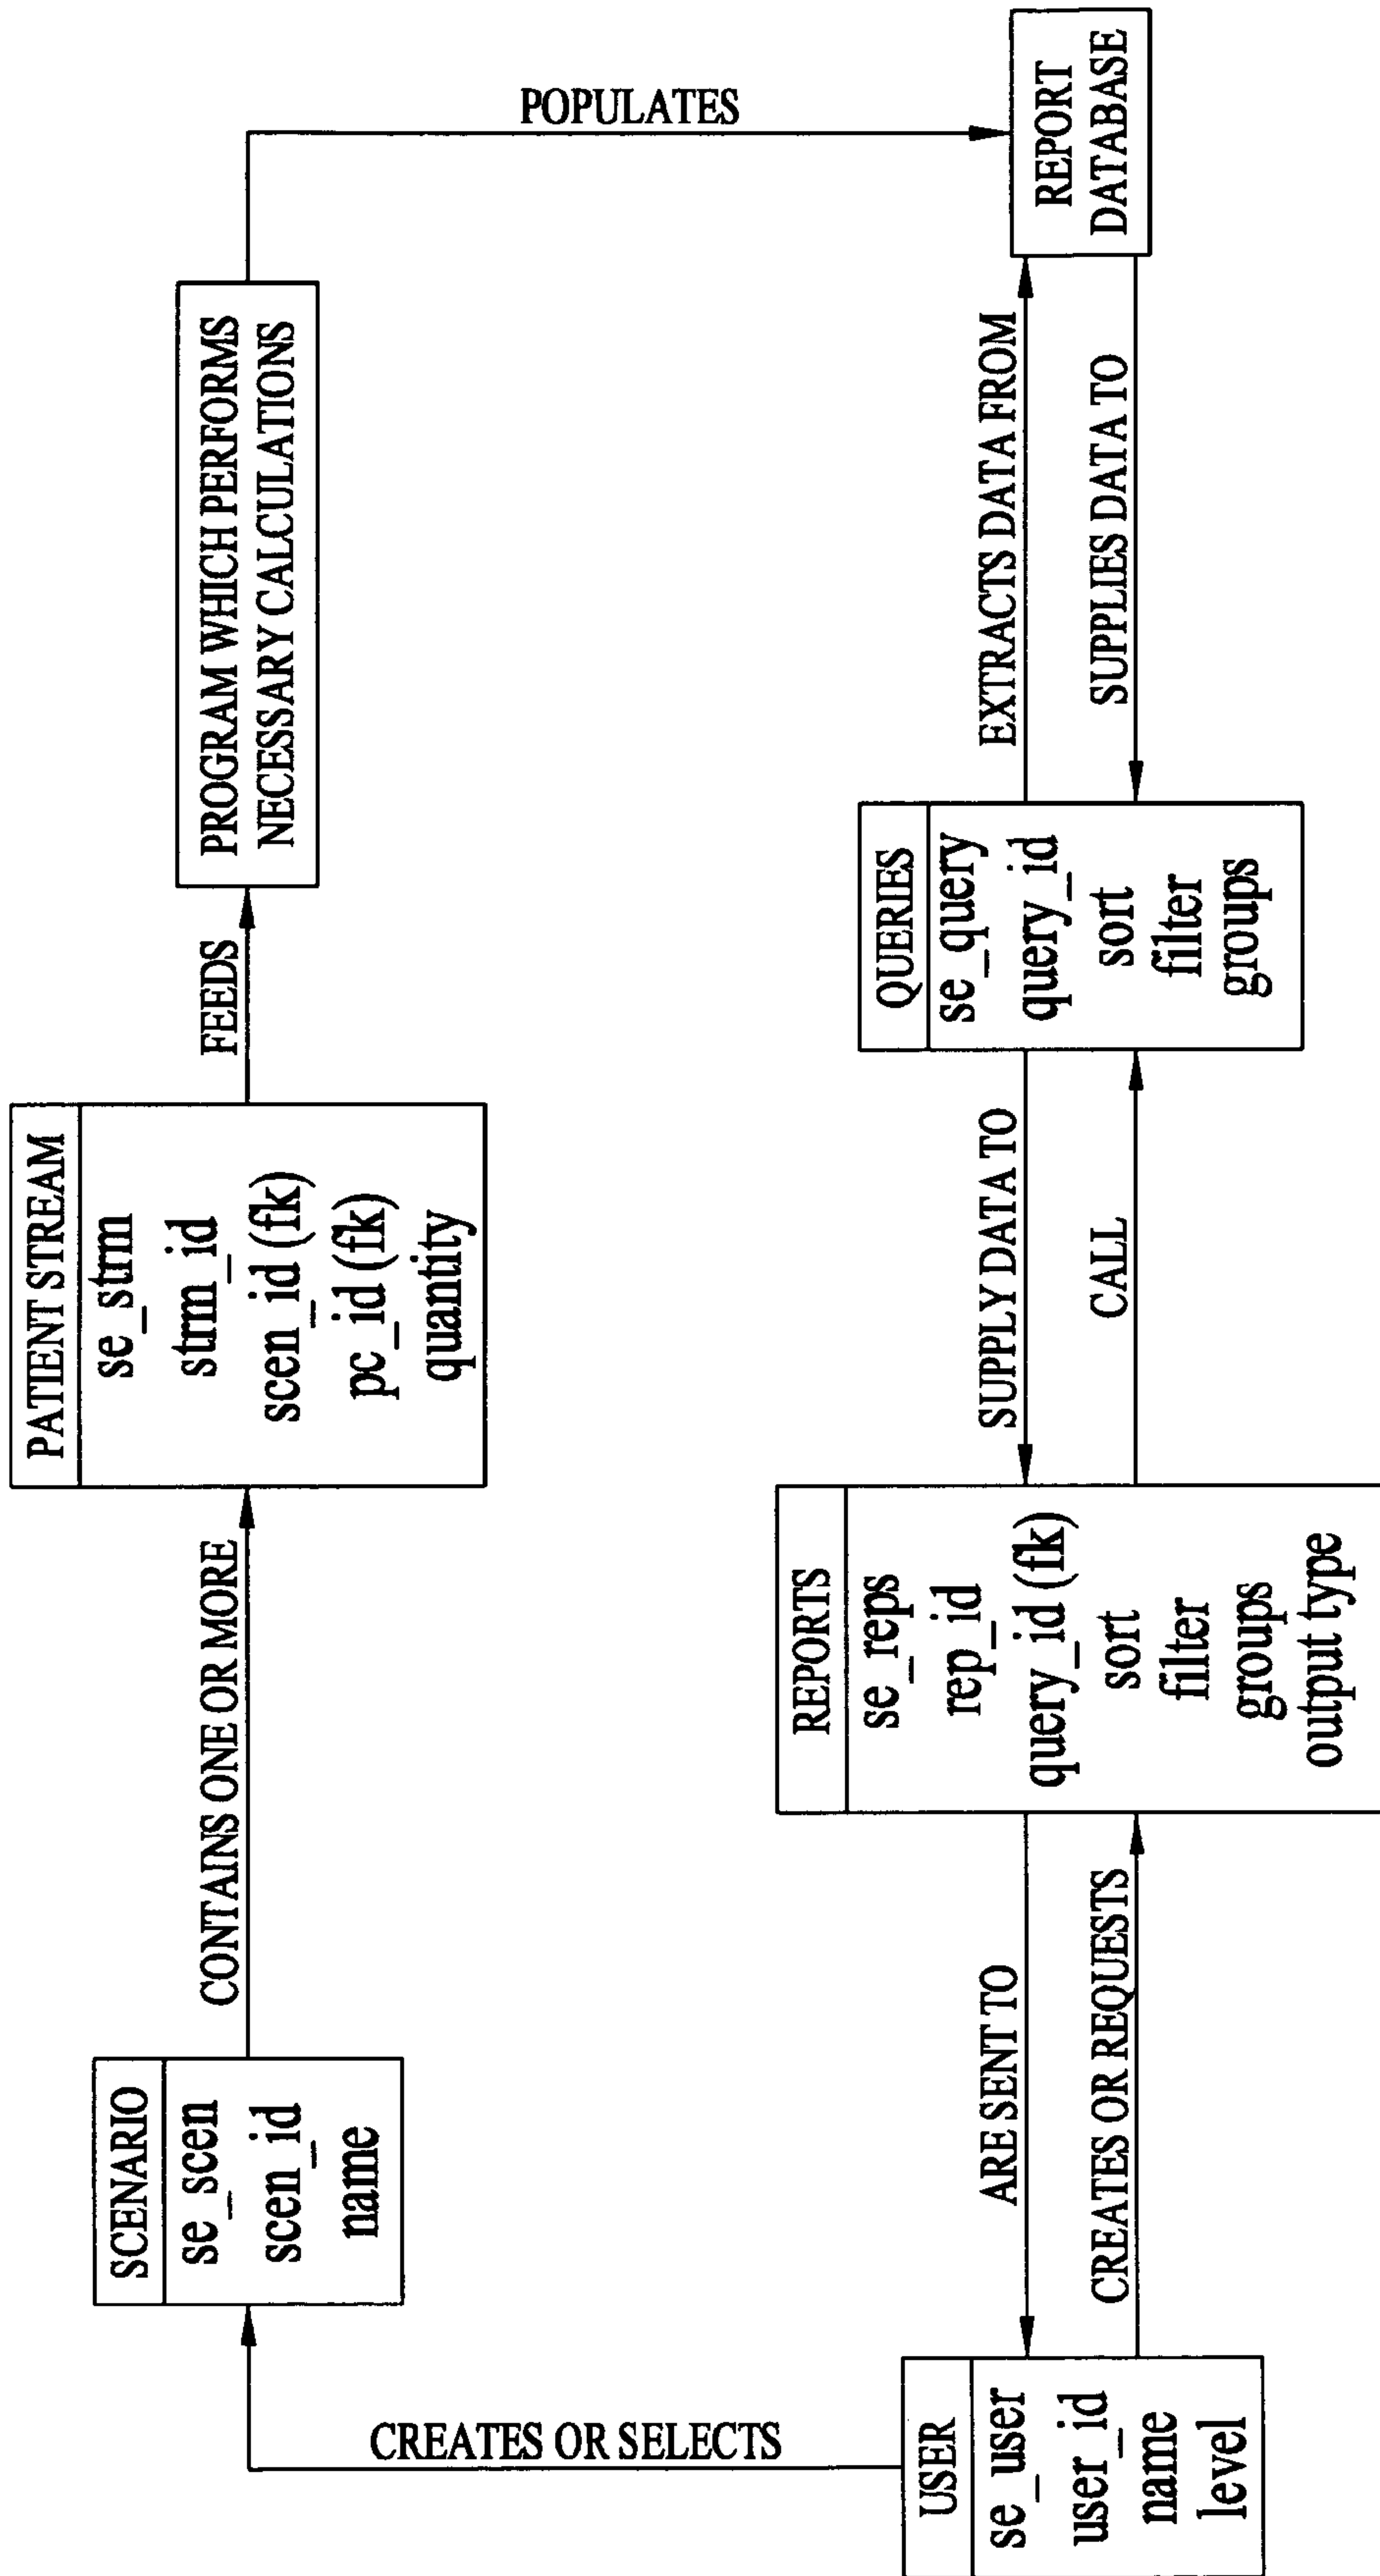 PATIENT STREAM
se_strm
strm_id
scen_id (fk)
pc_id (fk)
quantity
SCENARIO
se_scen
scen_id
name
CONTAINS ONE OR MORE
FEEDS
PROGRAM WHICH PERFORMS
NECESSARY CALCULATIONS
CREATES OR SELECTS
POPULATES
USER
se_user
user_id
name
level
ARE SENT TO
CREATES OR REQUESTS
REPORTS
se_reps
rep_id
query_id (fk)
sort
filter
groups
output type
SUPPLY DATA TO
CALL
QUERIES
se_query
query_id
sort
filter
groups
EXTRACTS DATA FROM
SUPPLIES DATA TO
REPORT
DATABASE